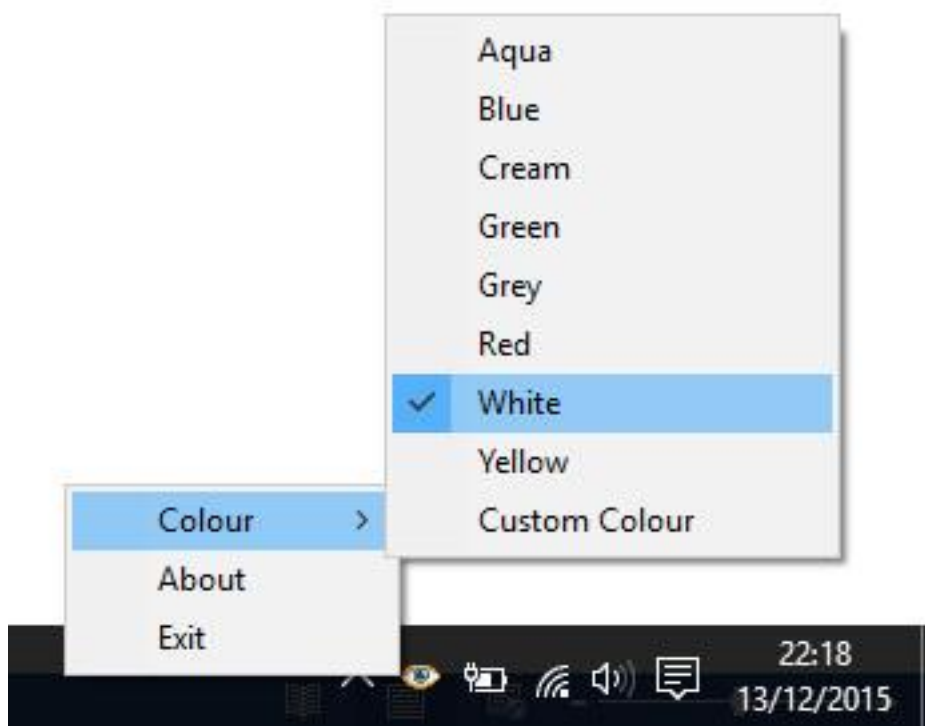 Aqua
Blue
Cream
Green
Grey
Red
White
Yellow
Custom Colour
Colour
About
Exit
22:18
13/12/2015